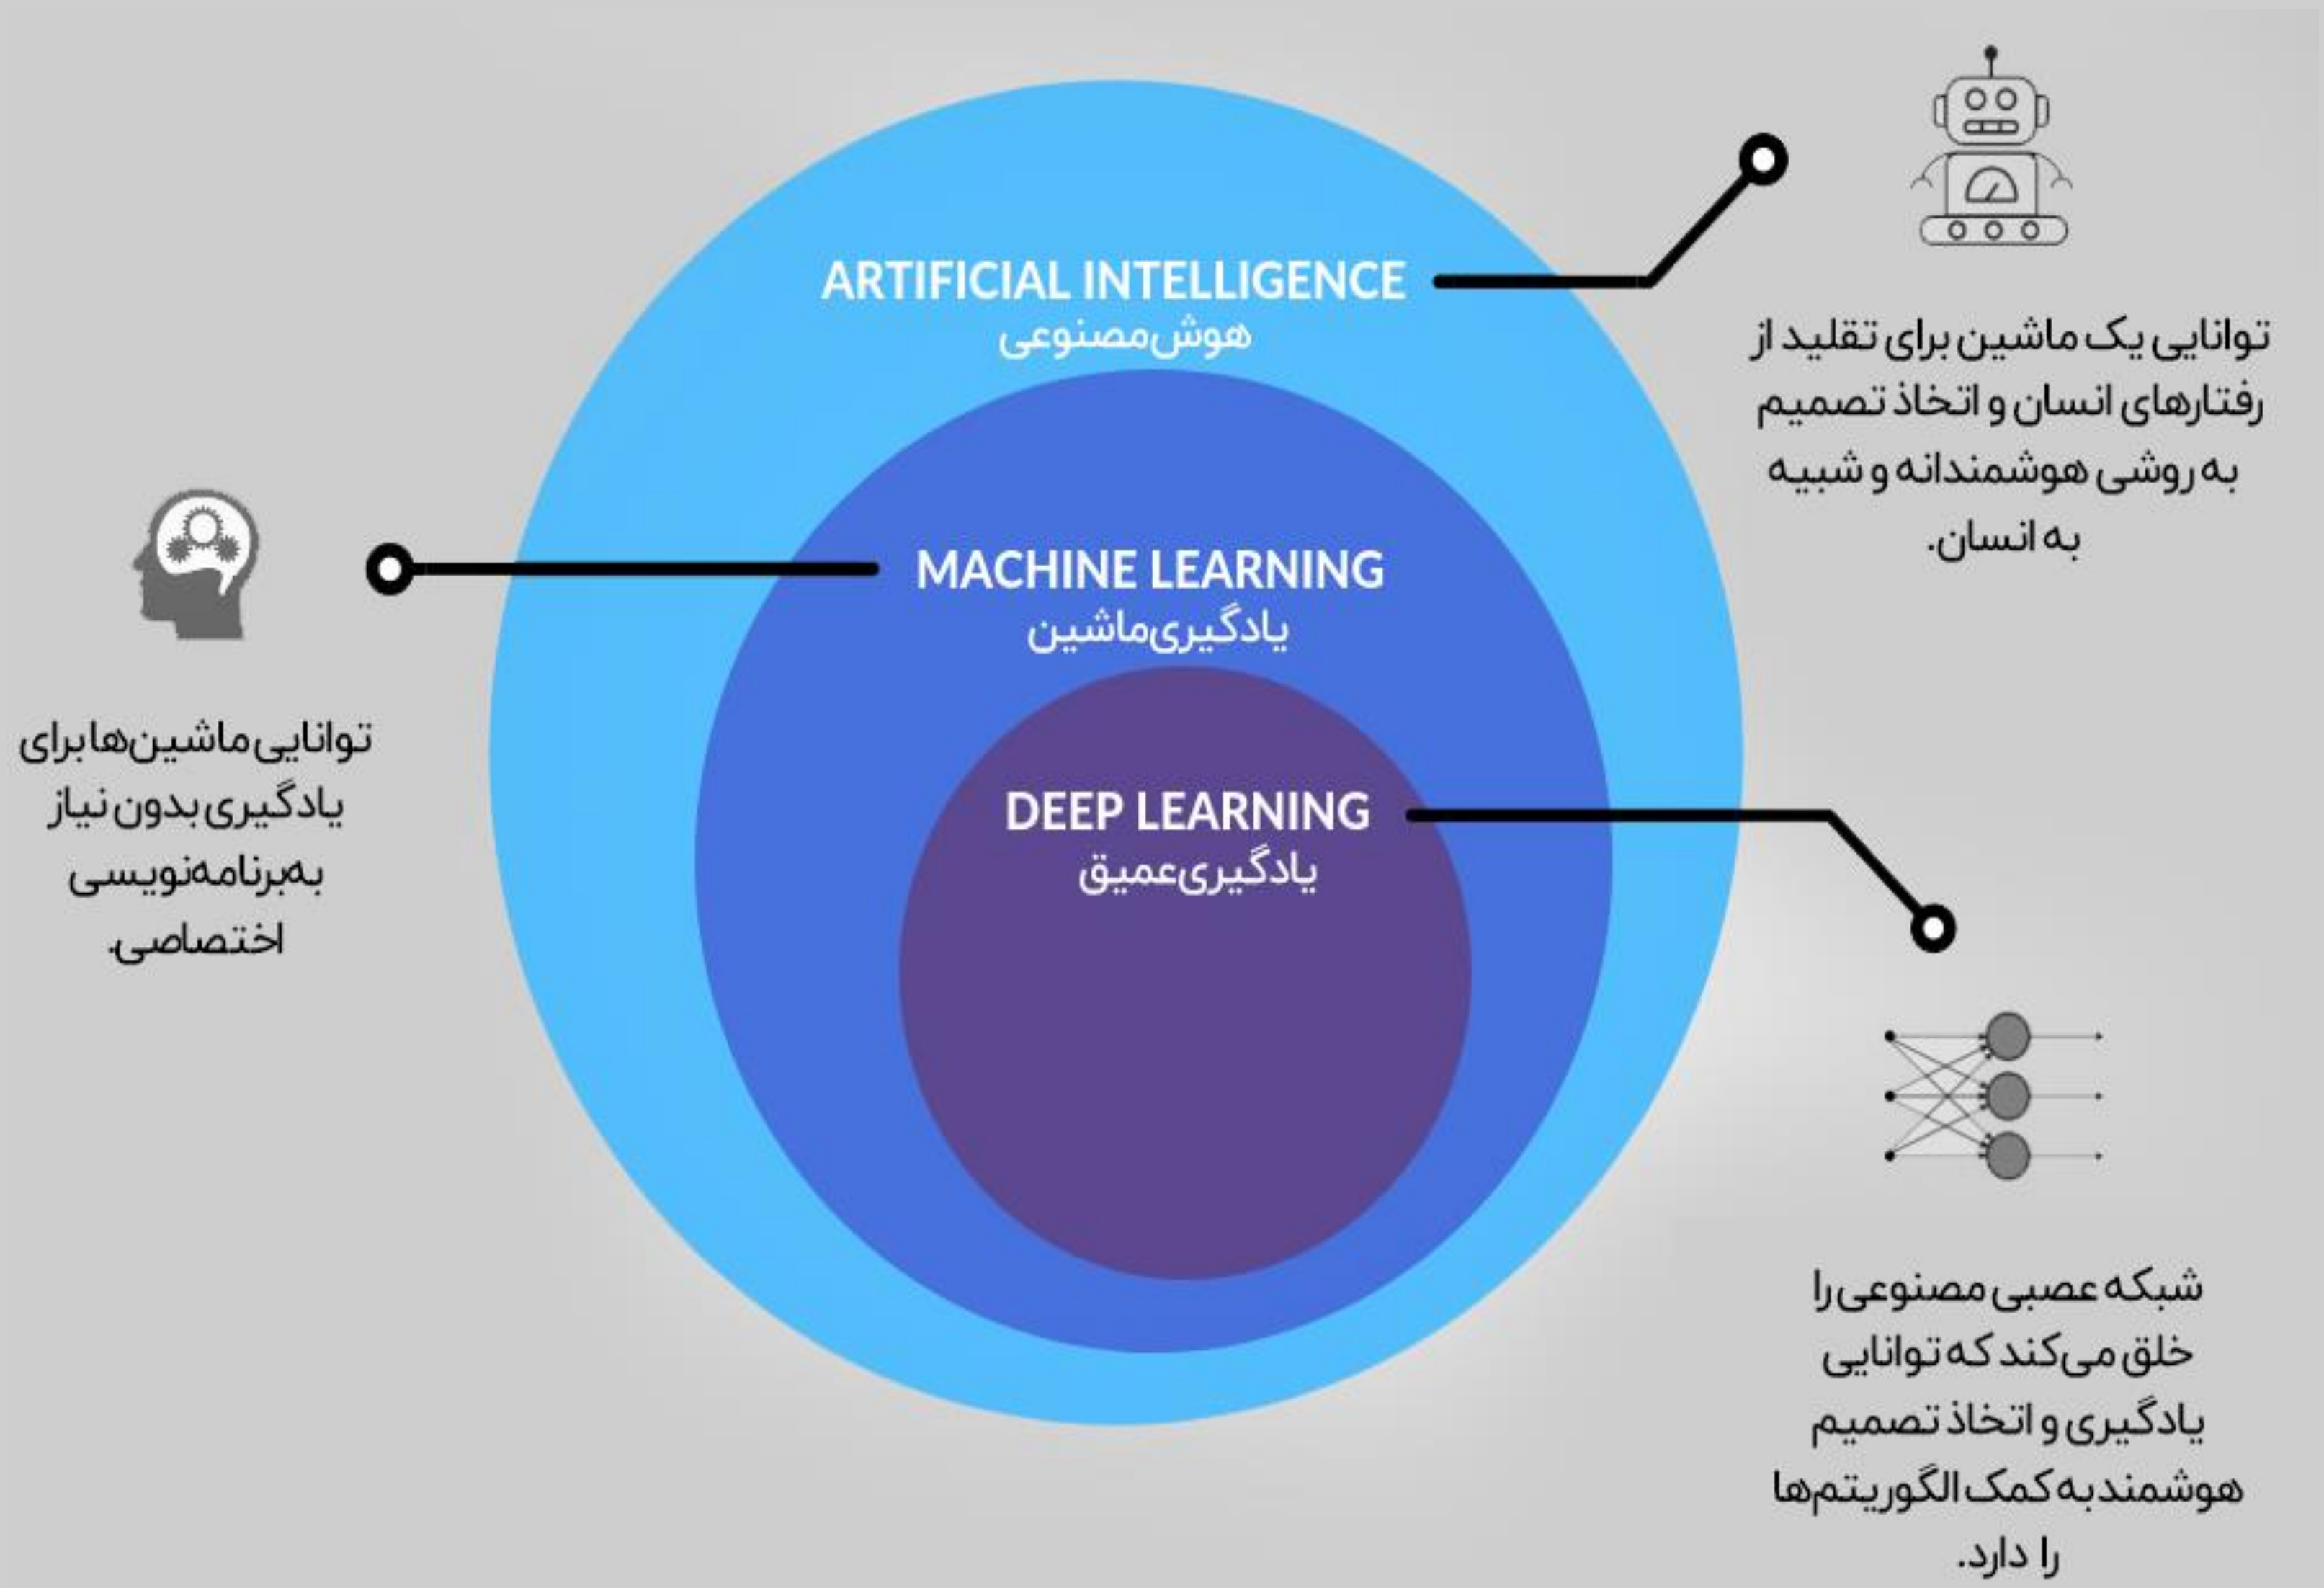 ARTIFICIAL INTELLIGENCE
هوش‌مصنوعی
توانایی یک ماشین برای تقلید از
رفتارهای انسان و اتخاذ تصمیم
به روشی هوشمندانه و شبیه
به انسان.
MACHINE LEARNING
یادگیری‌ماشین
توانایی ماشین‌ها برای
یادگیری بدون نیاز
به‌برنامه‌نویسی
اختصاصی.
DEEP LEARNING
یادگیری‌عمیق
شبکه عصبی مصنوعی را
خلق می‌کند که توانایی
یادگیری و اتخاذ تصمیم
هوشمند به کمک الگوریتم‌ها
را دارد.